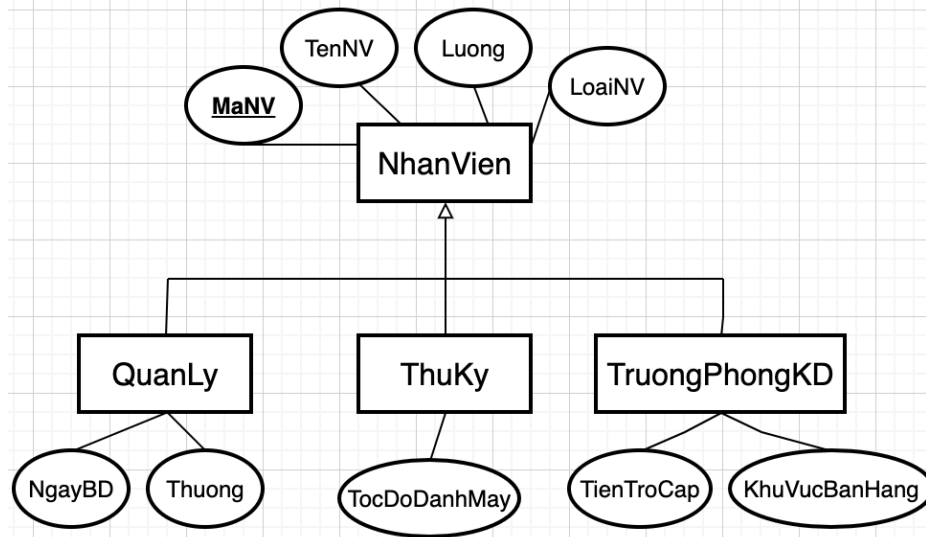 TenNV
Luong
LoaiNV
MaNV
NhanVien
QuanLy
ThuKy
TruongPhongKD
NgayBD
Thuong
TocDoDanhMay
TienTroCap
KhuVucBanHang